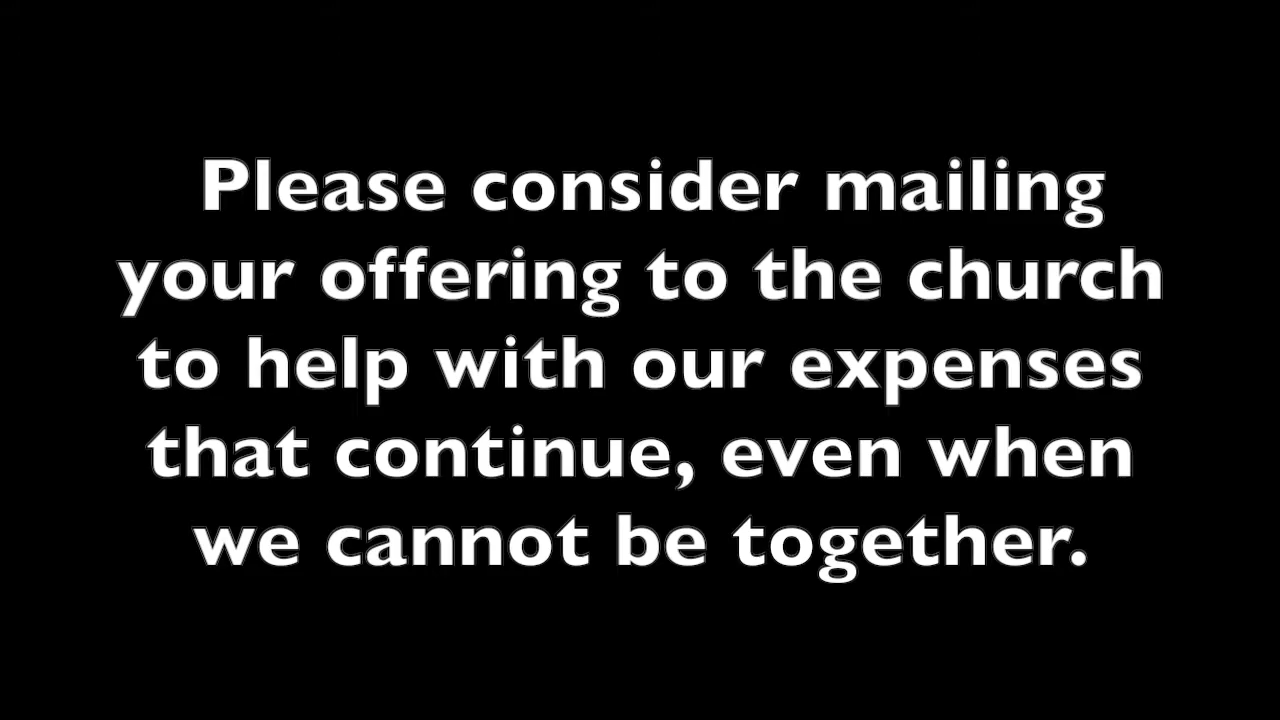 Please consider mailing
your offering to the church
to help with our expenses
that continue, even when
we cannot be together.